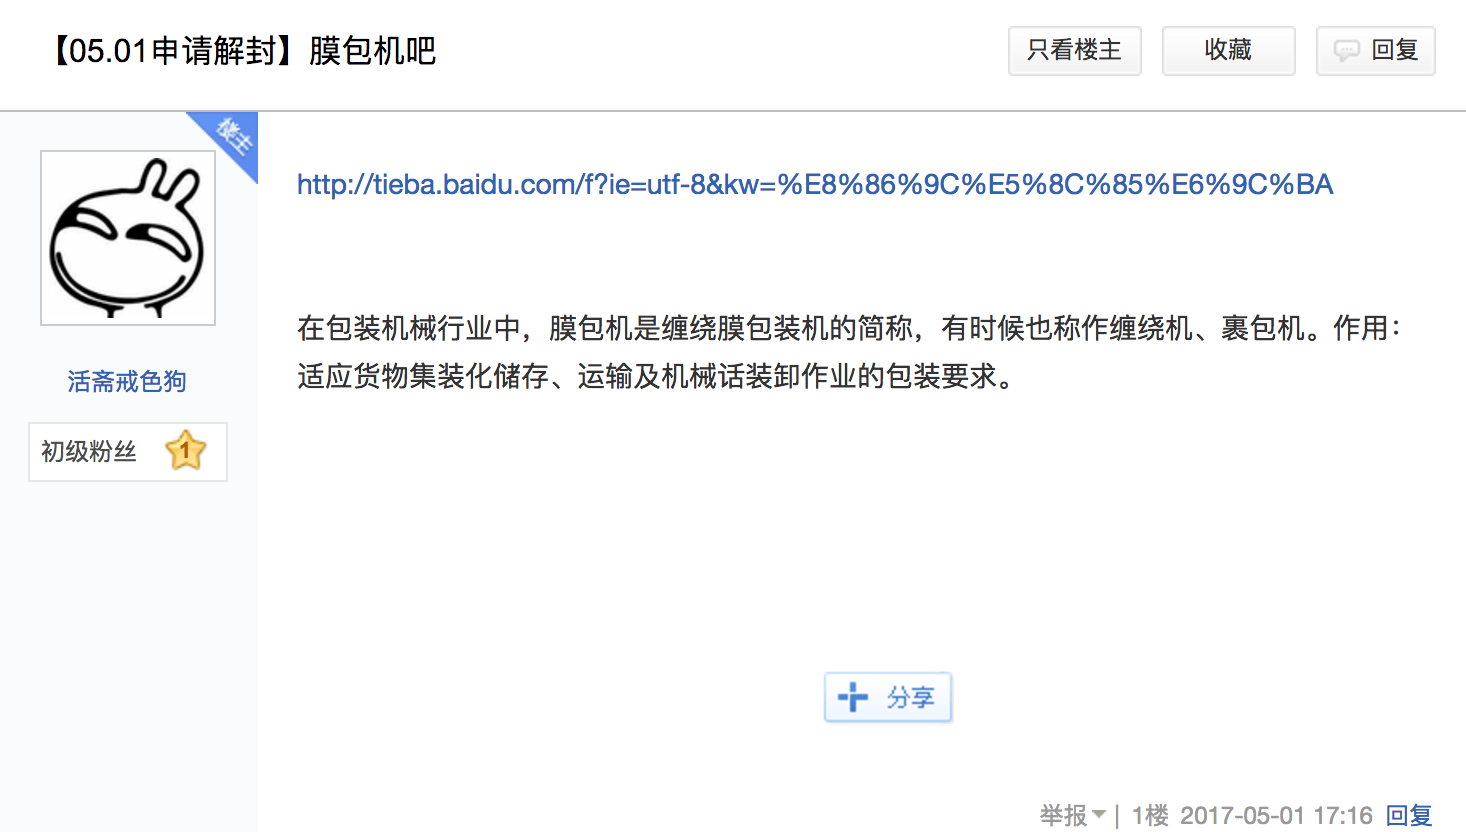 【05.01申请解封】膜包机吧
只看楼主
收藏
回复
楼主
http://tieba.baidu.com/f?ie=utf-8&kw=%E8%86%9C%E5%8C%85%E6%9C%BA
在包装机械行业中，膜包机是缠绕膜包装机的简称，有时候也称作缠绕机、裹包机。作用：
适应货物集装化储存、运输及机械话装卸作业的包装要求。
活斋戒色狗
初级粉丝 1
分享
举报 | 1楼 2017-05-01 17:16 回复